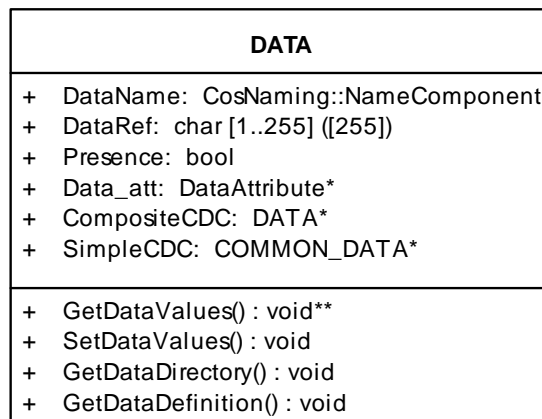 DATA
+ DataName: CosNaming::NameComponent
+ DataRef: char [1..255] ([255])
+ Presence: bool
+ Data_att: DataAttribute*
+ CompositeCDC: DATA*
+ SimpleCDC: COMMON_DATA*
+ GetDataValues() : void**
+ SetDataValues() : void
+ GetDataDirectory() : void
+ GetDataDefinition() : void